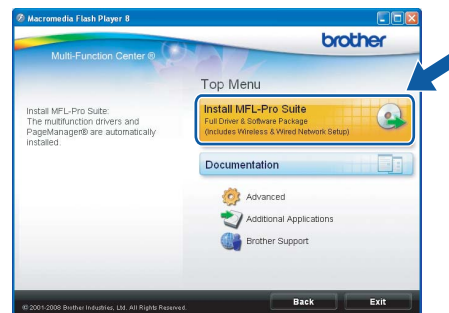 Macromedia Flash Player 8
brother
Multi-Function Center ®
Top Menu
Install MFL-Pro Suite:
The multifunction drivers and
PageManager® are automatically
installed.
Install MFL-Pro Suite
Full Driver & Software Package
(Includes Wireless & Wired Network Setup)
Documentation
Advanced
Additional Applications
Brother Support
© 2001-2008 Brother Industries, Ltd. All Rights Reserved.
Back
Exit